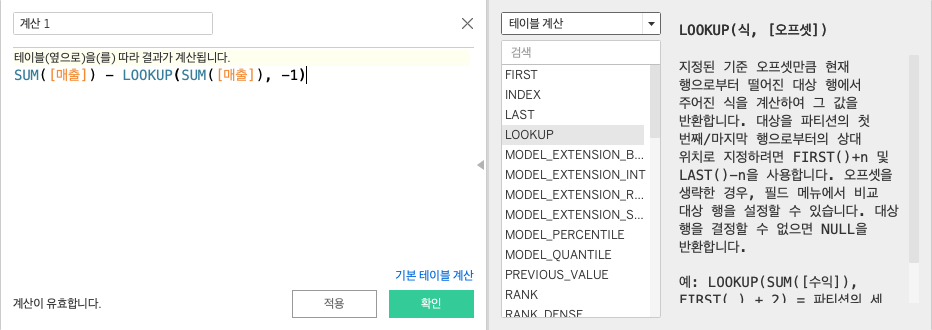 계산 1
테이블(옆으로)을(를) 따라 결과가 계산됩니다.
SUM([매출]) - LOOKUP(SUM([매출]), -1)
기본 테이블 계산
계산이 유효합니다.
적용
확인
테이블 계산
검색
FIRST
INDEX
LAST
LOOKUP
MODEL_EXTENSION_B...
MODEL_EXTENSION_INT
MODEL_EXTENSION_R...
MODEL_EXTENSION_S...
MODEL_PERCENTILE
MODEL_QUANTILE
PREVIOUS_VALUE
RANK
RANK_DENSE
LOOKUP(식, [오프셋])
지정된 기준 오프셋만큼 현재
행으로부터 떨어진 대상 행에서
주어진 식을 계산하여 그 값을
반환합니다. 대상을 파티션의 첫
번째/마지막 행으로부터의 상대
위치로 지정하려면 FIRST()+n 및
LAST()-n을 사용합니다. 오프셋을
생략한 경우, 필드 메뉴에서 비교
대상 행을 설정할 수 있습니다. 대상
행을 결정할 수 없으면 NULL을
반환합니다.
예: LOOKUP(SUM([수익]),
FIRST( ) + 2) = 파티션의 세